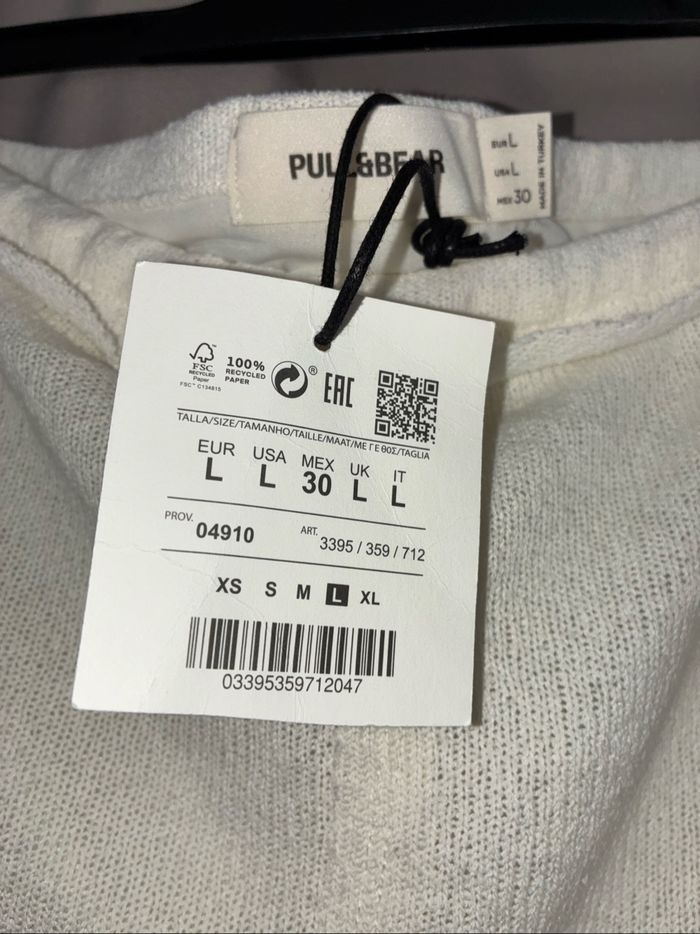 PULL&BEAR
EUR L
USA L
MEX 30
MADE IN TURKEY
FSC™
RECYCLED
Paper
FSC™ C134815
100%
RECYCLED
PAPER
®
EAC
TALLA/SIZE/TAMANHO/TAILLE/MAAT/ΜΕΓΕθΟΣ/TAGLIA
EUR USA MEX UK IT
L L 30 L L
PROV. 04910 ART. 3395 / 359 / 712
XS S M L XL
03395359712047